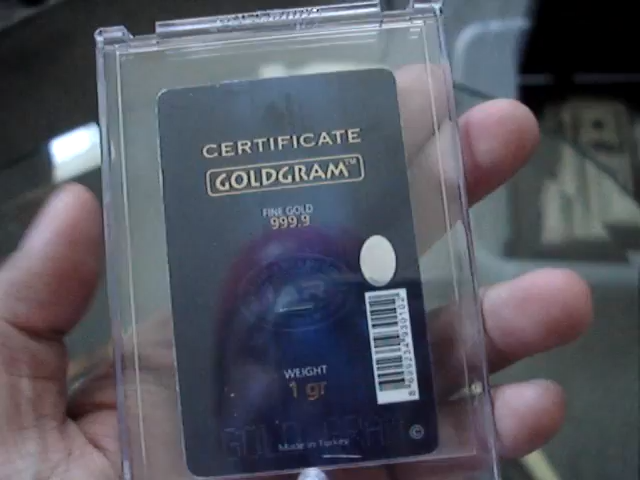 CERTIFICATE
GOLDGRAM™
FINE GOLD
999.9
WEIGHT
1 gr
Made in Turkey
©